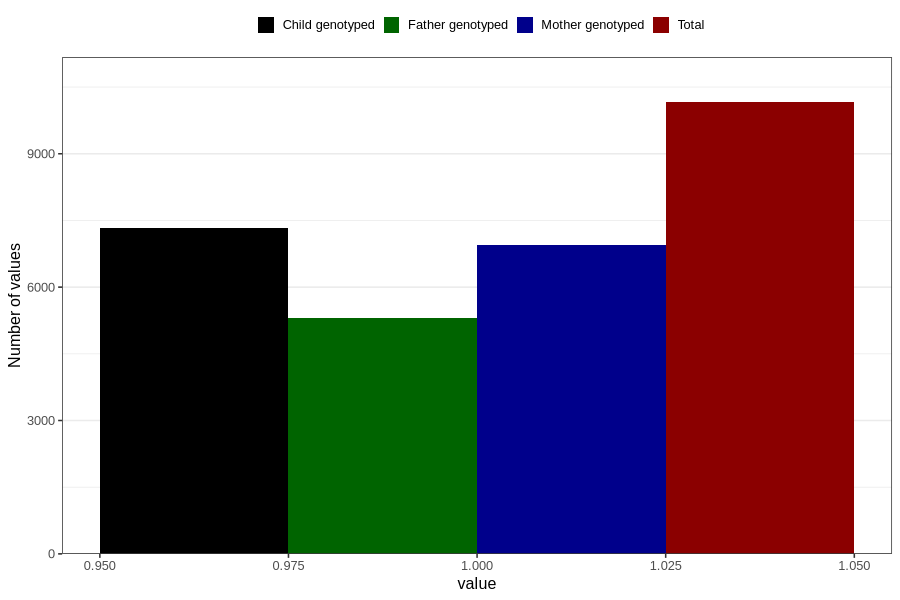 Child genotyped Father genotyped Mother genotyped Total
Number of values
9000
6000
3000
0
0.950 0.975 1.000 1.025 1.050
value